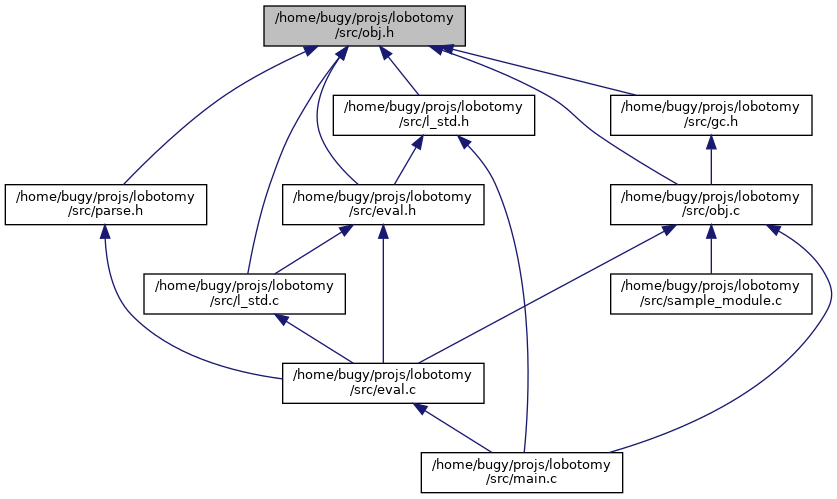 /home/bugy/projs/lobotomy
/src/obj.h
/home/bugy/projs/lobotomy
/src/l_std.h
/home/bugy/projs/lobotomy
/src/gc.h
/home/bugy/projs/lobotomy
/src/parse.h
/home/bugy/projs/lobotomy
/src/eval.h
/home/bugy/projs/lobotomy
/src/obj.c
/home/bugy/projs/lobotomy
/src/l_std.c
/home/bugy/projs/lobotomy
/src/sample_module.c
/home/bugy/projs/lobotomy
/src/eval.c
/home/bugy/projs/lobotomy
/src/main.c